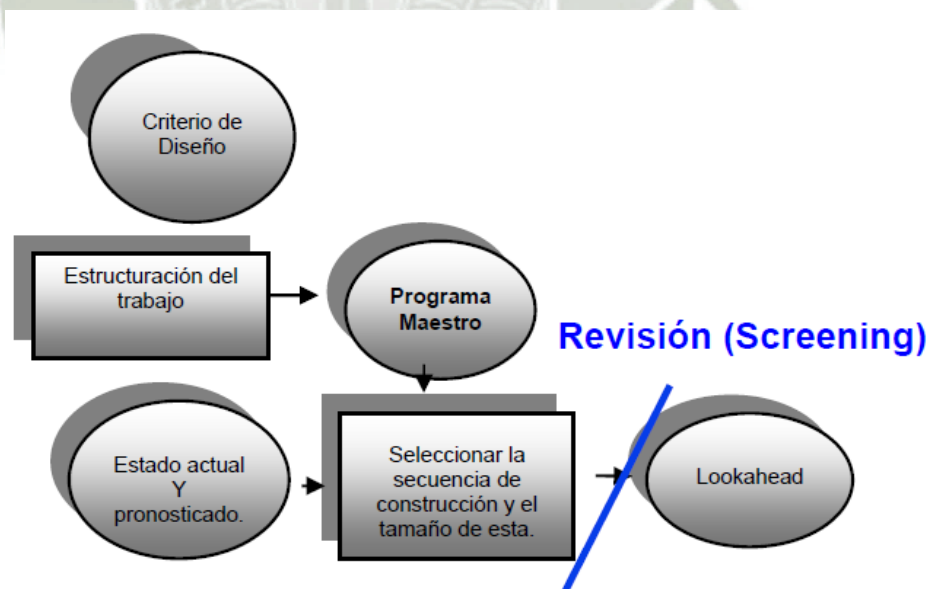 Criterio de
Diseño
Estructuración del
trabajo
Programa
Maestro
Revisión (Screening)
Estado actual
Y
pronosticado.
Seleccionar la
secuencia de
construcción y el
tamaño de esta.
Lookahead